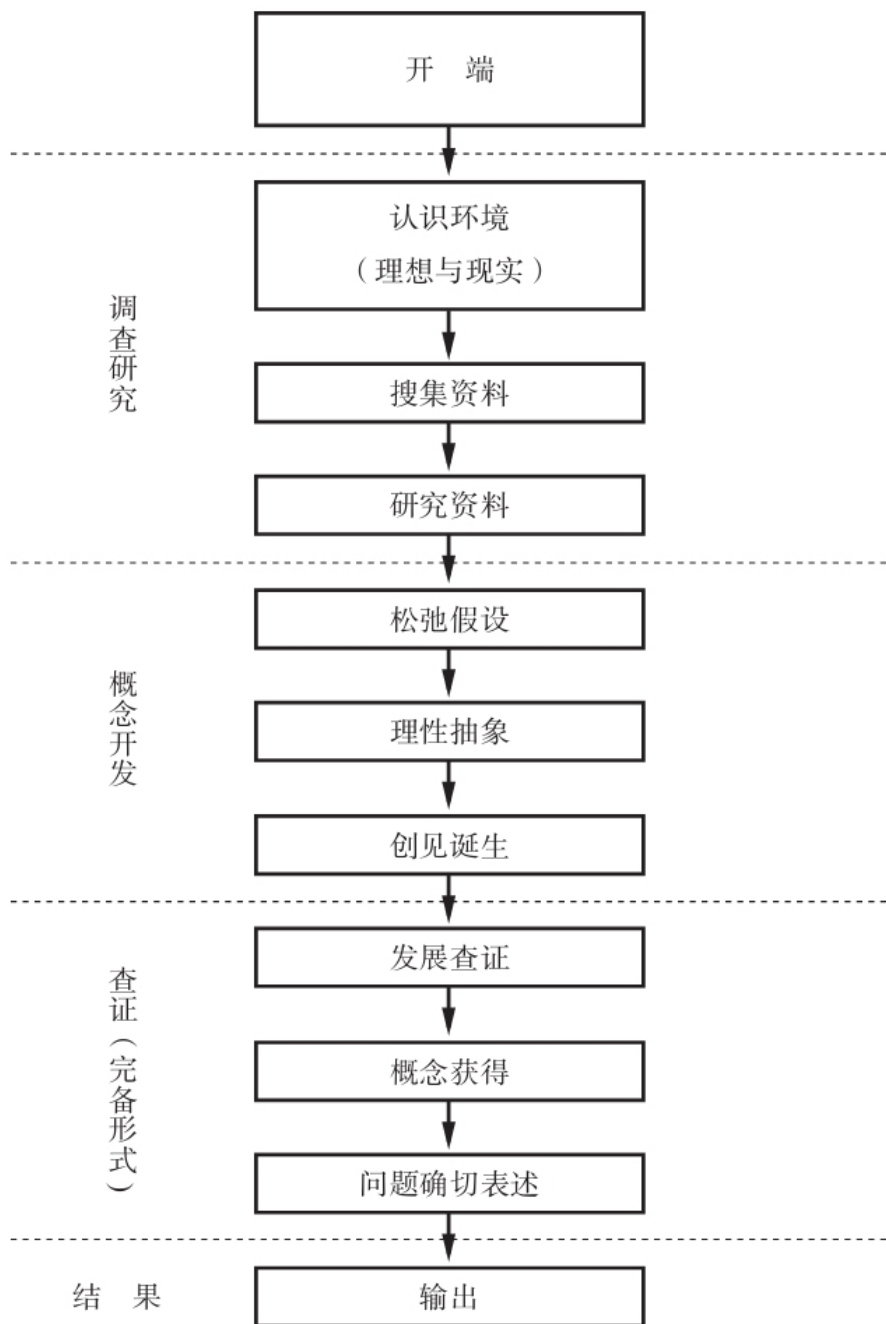 开 端
调查研究
认识环境
（理想与现实）
搜集资料
研究资料
概念开发
松弛假设
理性抽象
创见诞生
查证（完备形式）
发展查证
概念获得
问题确切表述
结 果
输出